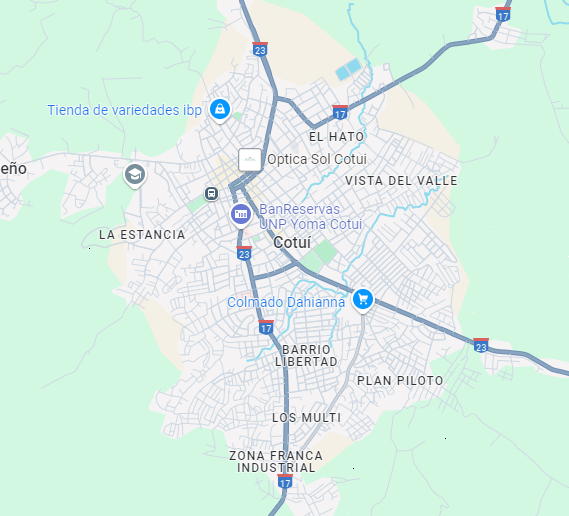 17
23
Tienda de variedades ibp
17
EL HATO
Optica Sol Cotui
eño
VISTA DEL VALLE
BanReservas
UNP Yoma Cotui
LA ESTANCIA
Cotuí
23
Colmado Dahianna
17
23
BARRIO
LIBERTAD
PLAN PILOTO
LOS MULTI
ZONA FRANCA
INDUSTRIAL
17